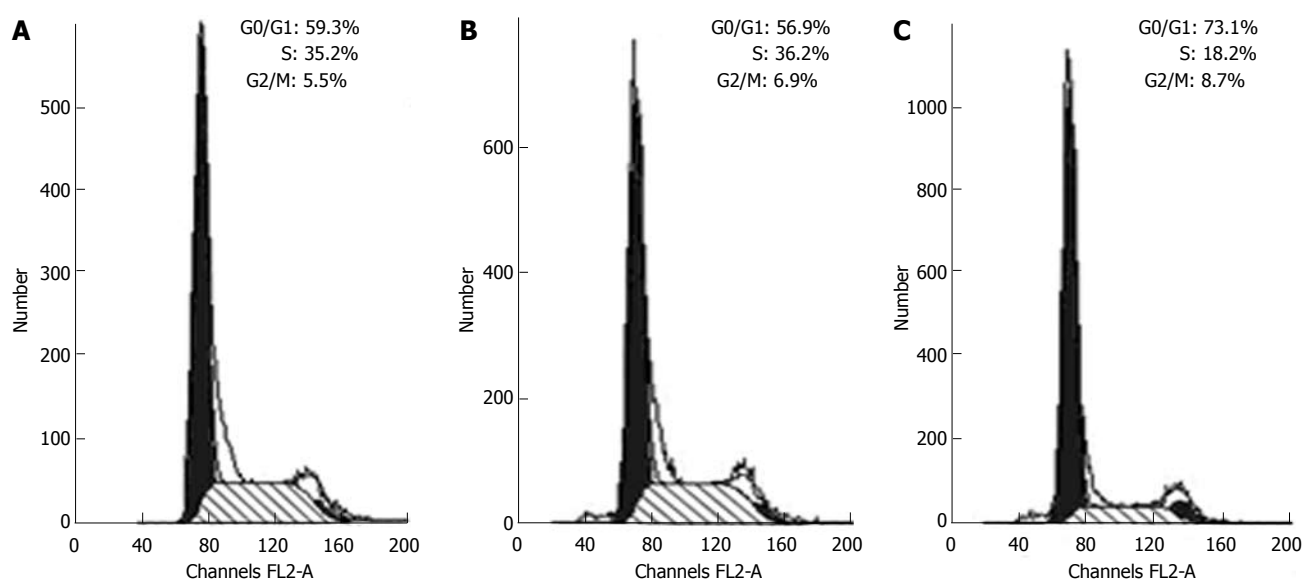 A
G0/G1: 59.3%
S: 35.2%
G2/M: 5.5%
500
400
300
200
100
0
Number
0 40 80 120 160 200
Channels FL2-A
B
G0/G1: 56.9%
S: 36.2%
G2/M: 6.9%
600
400
200
0
Number
0 40 80 120 160 200
Channels FL2-A
C
G0/G1: 73.1%
S: 18.2%
G2/M: 8.7%
1000
800
600
400
200
0
Number
0 40 80 120 160 200
Channels FL2-A